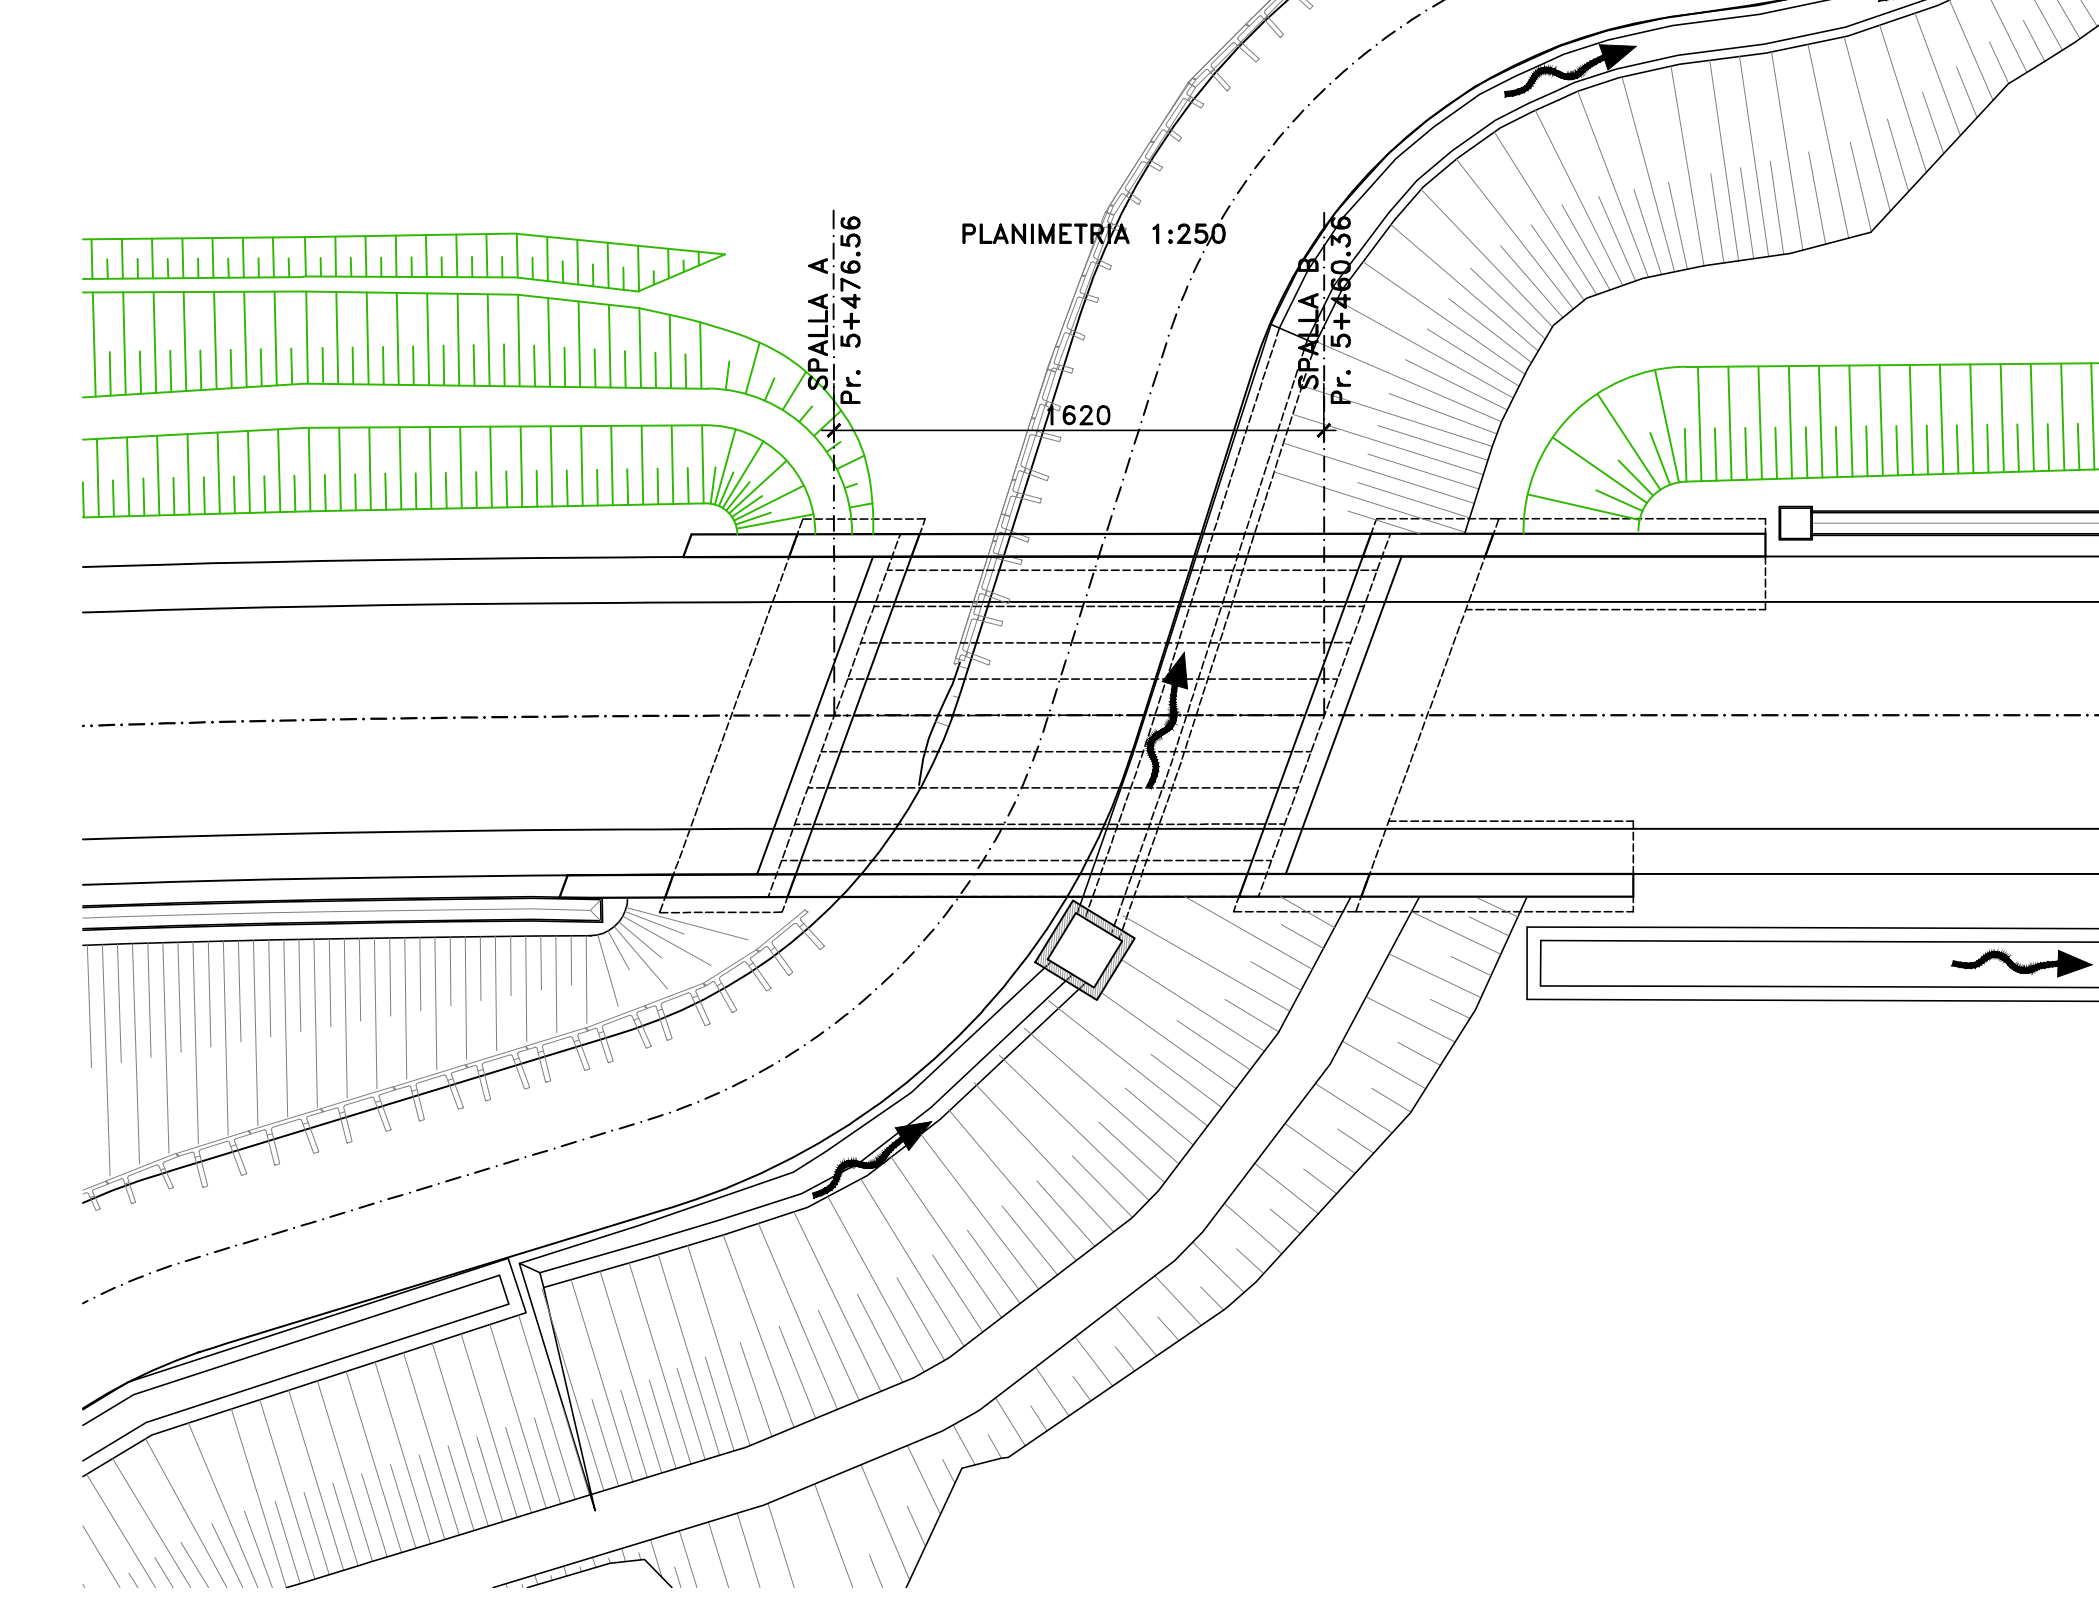 PLANIMETRIA 1:250
SPALLA A
Pr. 5+476.56
SPALLA B
Pr. 5+460.36
1620